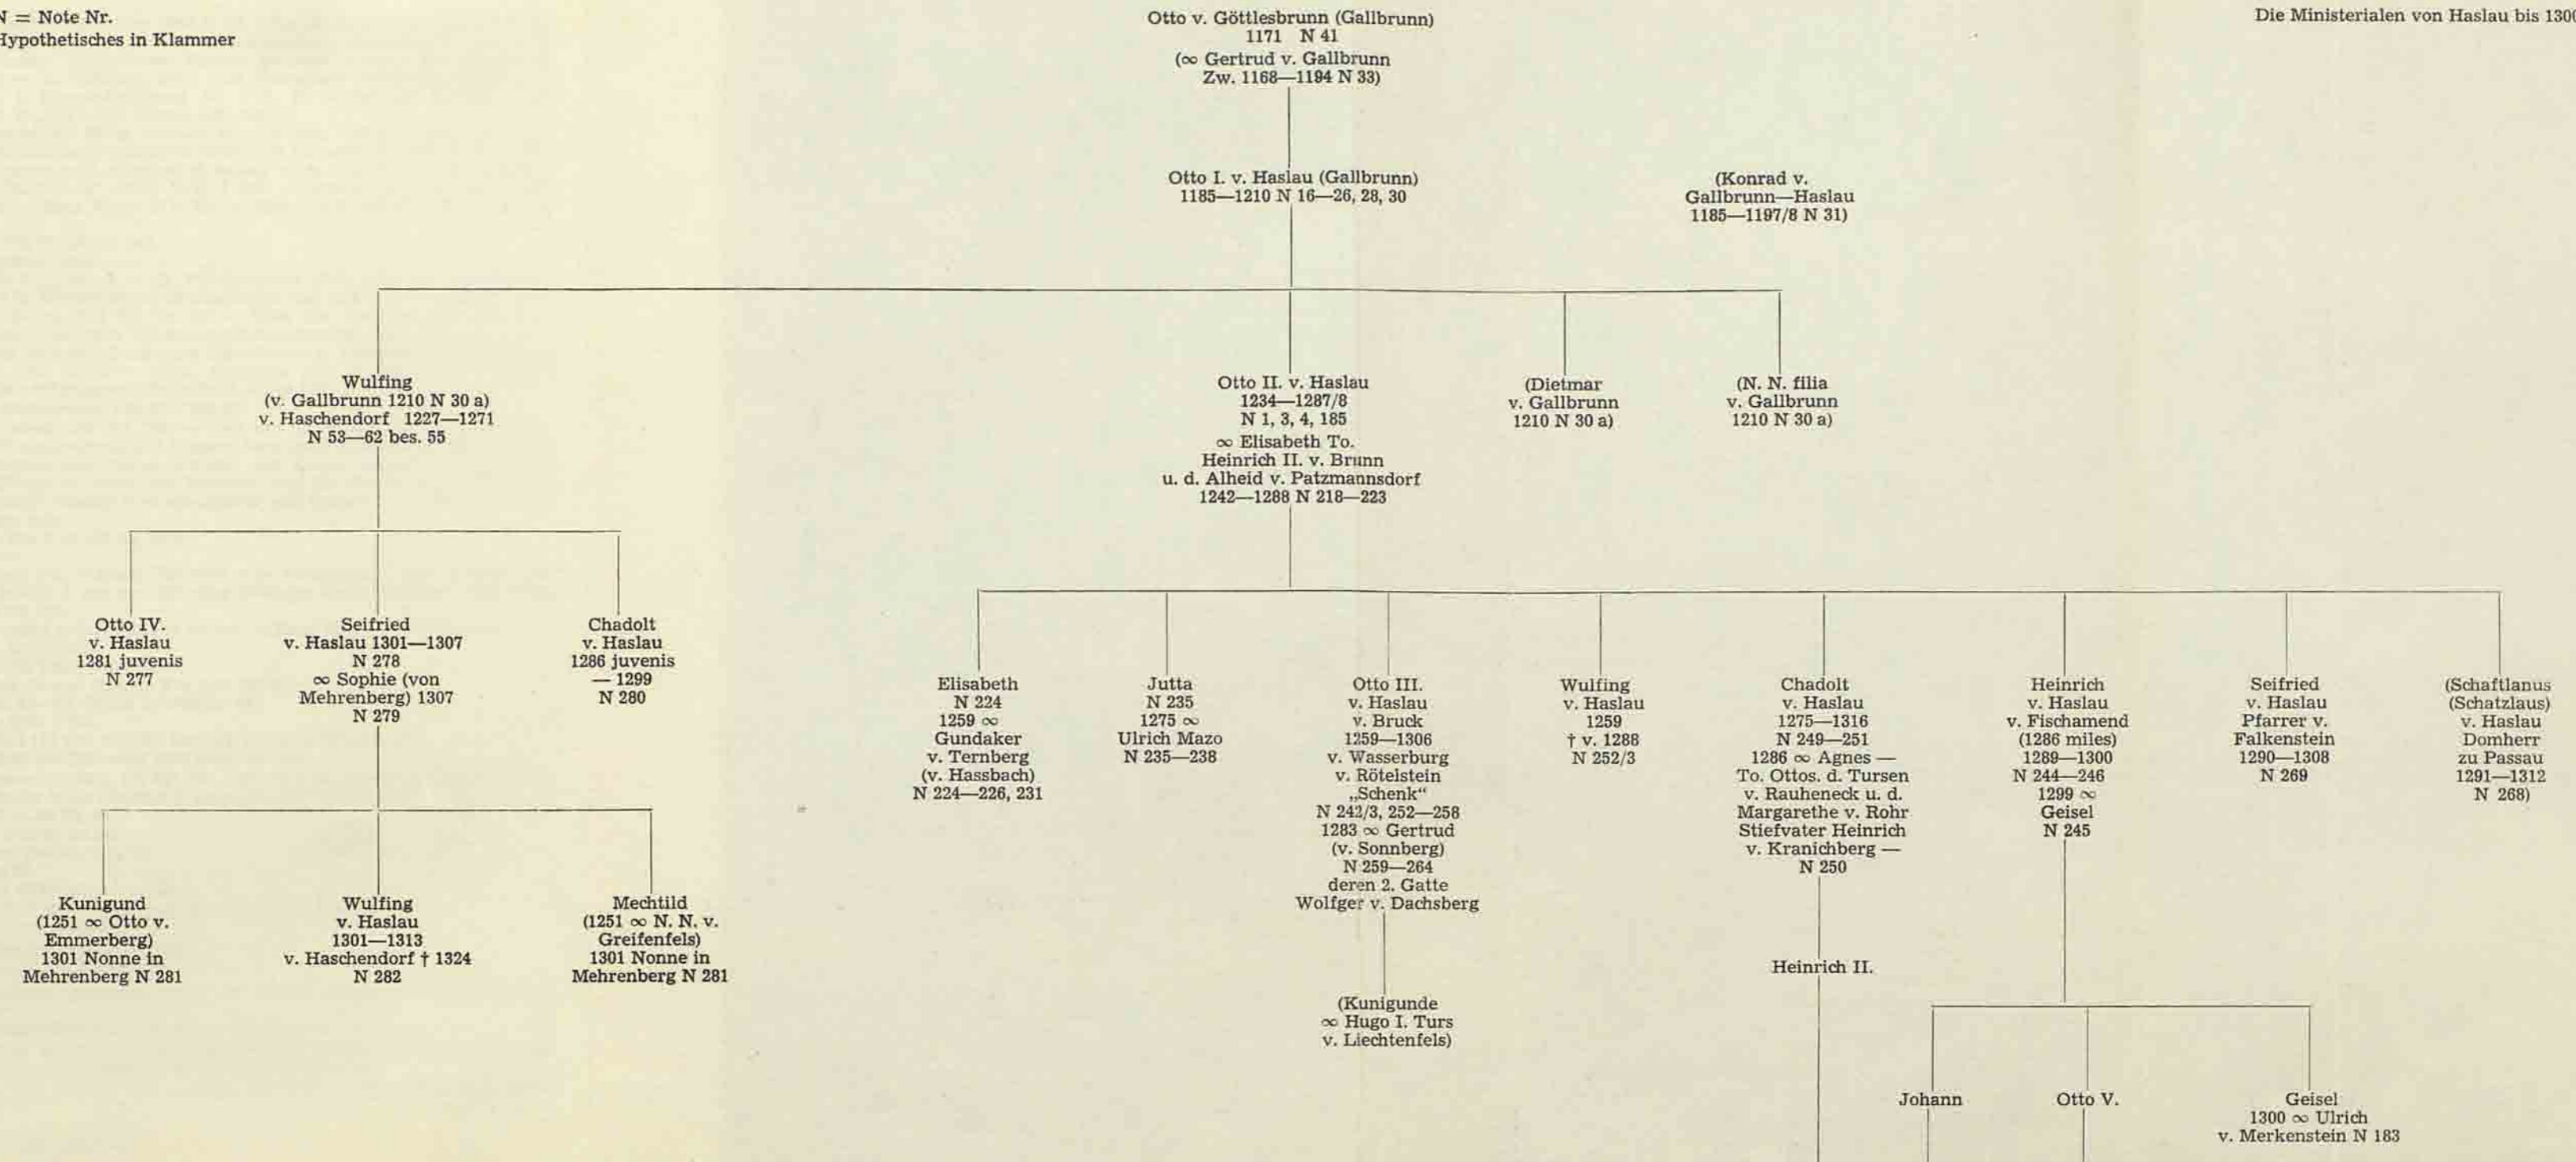 N = Note Nr.
Hypothetisches in Klammer
Die Ministerialen von Haslau bis 1300
Otto v. Göttlesbrunn (Gallbrunn)
1171 N 41
(∞ Gertrud v. Gallbrunn
Zw. 1168—1194 N 33)
Otto I. v. Haslau (Gallbrunn)
1185—1210 N 16—26, 28, 30
(Konrad v.
Gallbrunn—Haslau
1185—1197/8 N 31)
Wulfing
(v. Gallbrunn 1210 N 30 a)
v. Haschendorf 1227—1271
N 53—62 bes. 55
Otto II. v. Haslau
1234—1287/8
N 1, 3, 4, 185
∞ Elisabeth To.
Heinrich II. v. Brunn
u. d. Alheid v. Patzmannsdorf
1242—1288 N 218—223
(Dietmar
v. Gallbrunn
1210 N 30 a)
(N. N. filia
v. Gallbrunn
1210 N 30 a)
Otto IV.
v. Haslau
1281 juvenis
N 277
Seifried
v. Haslau 1301—1307
N 278
∞ Sophie (von
Mehrenberg) 1307
N 279
Chadolt
v. Haslau
1286 juvenis
— 1299
N 280
Elisabeth
N 224
1259 ∞
Gundaker
v. Ternberg
(v. Hassbach)
N 224—226, 231
Jutta
N 235
1275 ∞
Ulrich Mazo
N 235—238
Otto III.
v. Haslau
v. Bruck
1259—1306
v. Wasserburg
v. Rötelstein
„Schenk“
N 242/3, 252—258
1283 ∞ Gertrud
(v. Sonnberg)
N 259—264
deren 2. Gatte
Wolfger v. Dachsberg
Wulfing
v. Haslau
1259
† v. 1288
N 252/3
Chadolt
v. Haslau
1275—1316
N 249—251
1286 ∞ Agnes —
To. Ottos. d. Tursen
v. Rauheneck u. d.
Margarethe v. Rohr
Stiefvater Heinrich
v. Kranichberg —
N 250
Heinrich
v. Haslau
v. Fischamend
(1286 miles)
1289—1300
N 244—246
1299 ∞
Geisel
N 245
Seifried
v. Haslau
Pfarrer v.
Falkenstein
1290—1308
N 269
(Schaftlanus
(Schatzlaus)
v. Haslau
Domherr
zu Passau
1291—1312
N 268)
Kunigund
(1251 ∞ Otto v.
Emmerberg)
1301 Nonne in
Mehrenberg N 281
Wulfing
v. Haslau
1301—1313
v. Haschendorf † 1324
N 282
Mechtild
(1251 ∞ N. N. v.
Greifenfels)
1301 Nonne in
Mehrenberg N 281
Heinrich II.
(Kunigunde
∞ Hugo I. Turs
v. Liechtenfels)
Johann
Otto V.
Geisel
1300 ∞ Ulrich
v. Merkenstein N 183